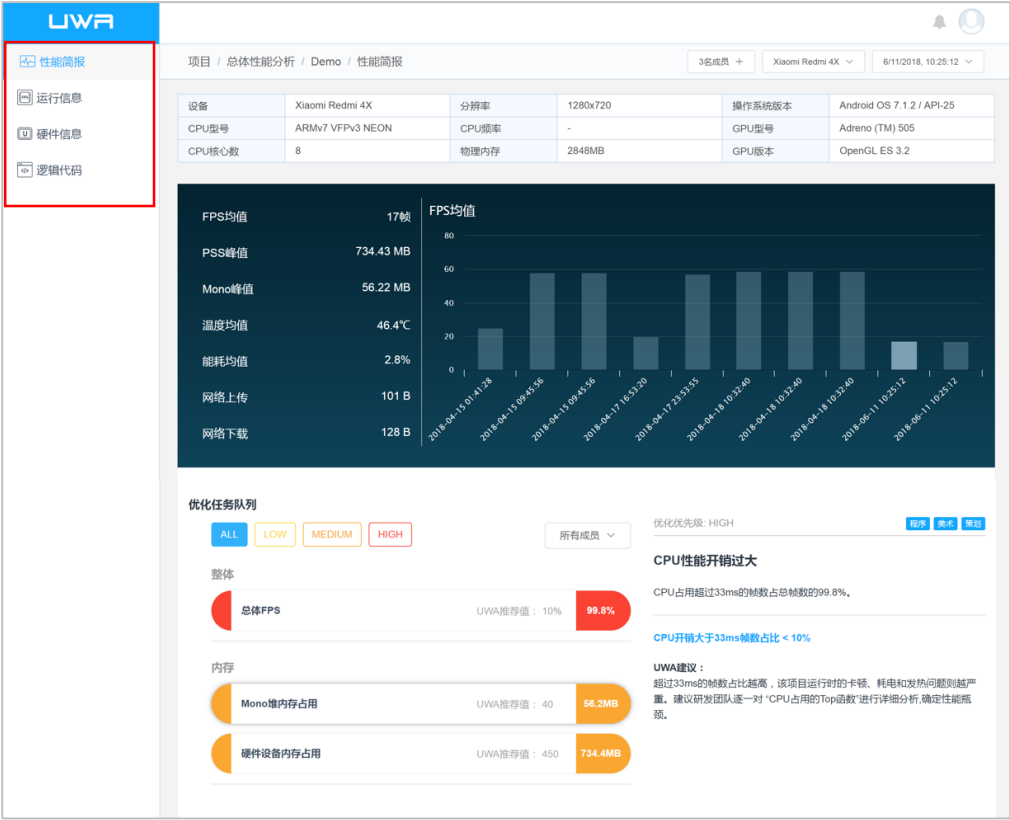 UWA
性能简报
运行信息
硬件信息
逻辑代码
项目 / 总体性能分析 / Demo / 性能简报
3名成员 +
Xiaomi Redmi 4X
6/11/2018, 10:25:12
设备 Xiaomi Redmi 4X 分辨率 1280x720 操作系统版本 Android OS 7.1.2 / API-25
CPU型号 ARMv7 VFPv3 NEON CPU频率 - GPU型号 Adreno (TM) 505
CPU核心数 8 物理内存 2848MB GPU版本 OpenGL ES 3.2
FPS均值 17帧
PSS峰值 734.43 MB
Mono峰值 56.22 MB
温度均值 46.4℃
能耗均值 2.8%
网络上传 101 B
网络下载 128 B
FPS均值
80
60
40
20
0
2018-04-15 01:41:28
2018-04-15 09:45:56
2018-04-15 09:45:56
2018-04-17 16:53:20
2018-04-17 23:53:55
2018-04-18 10:32:40
2018-04-18 10:32:40
2018-04-18 10:32:40
2018-06-11 10:25:12
2018-06-11 10:25:12
优化任务队列
ALL LOW MEDIUM HIGH 所有成员
整体
总体FPS UWA推荐值： 10% 99.8%
内存
Mono堆内存占用 UWA推荐值： 40 56.2MB
硬件设备内存占用 UWA推荐值： 450 734.4MB
优化优先级: HIGH 程序 美术 策划
CPU性能开销过大
CPU占用超过33ms的帧数占总帧数的99.8%。
CPU开销大于33ms帧数占比 < 10%
UWA建议：
超过33ms的帧数占比越高，该项目运行时的卡顿、耗电和发热问题则越严
重。建议研发团队逐一对 “CPU占用的Top函数”进行详细分析,确定性能瓶
颈。